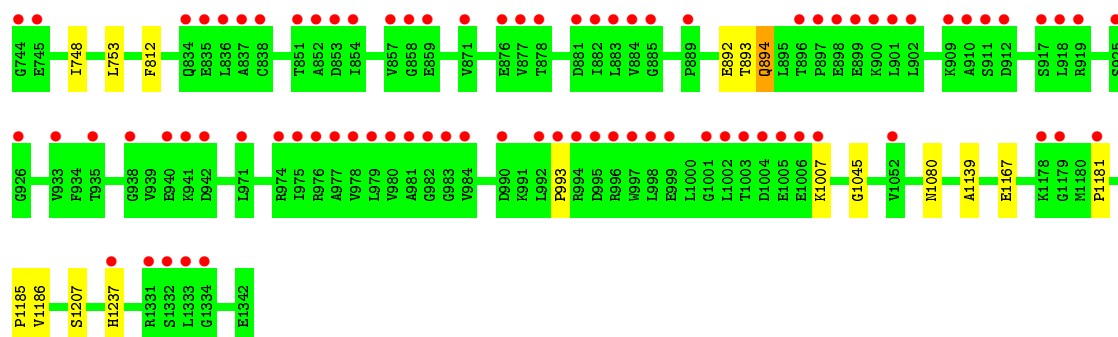 G744 E745 I748 L753 F812 Q834 E835 L836 A837 C838 T851 A852 D853 I854 V857 G858 E859 V871 E876 V877 T878 D881 I882 L883 V884 G885 P889 E892 T893 Q894 L895 T896 P897 E898 E899 K900 L901 L902 K909 A910 S911 D912 S917 L918 R919 S925
G926 V933 F934 T935 G938 V939 E940 K941 D942 L971 R974 I975 R976 A977 V978 L979 V980 A981 G982 G983 V984 D990 K991 L992 P993 R994 D995 R996 W997 L998 E999 L1000 G1001 L1002 T1003 D1004 E1005 E1006 K1007 G1045 V1052 N1080 A1139 E1167 K1178 G1179 M1180 P1181
P1185 V1186 S1207 H1237 R1331 S1332 L1333 G1334 E1342